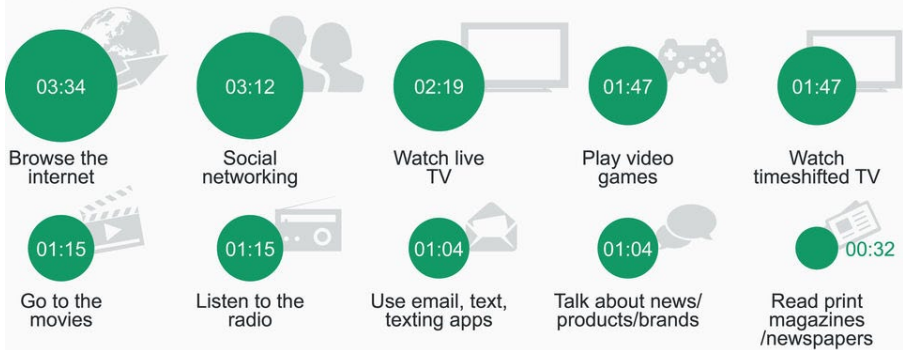 03:34
Browse the
internet
03:12
Social
networking
02:19
Watch live
TV
01:47
Play video
games
01:47
Watch
timeshifted TV
01:15
Go to the
movies
01:15
Listen to the
radio
01:04
Use email, text,
texting apps
01:04
Talk about news/
products/brands
00:32
Read print
magazines
/newspapers